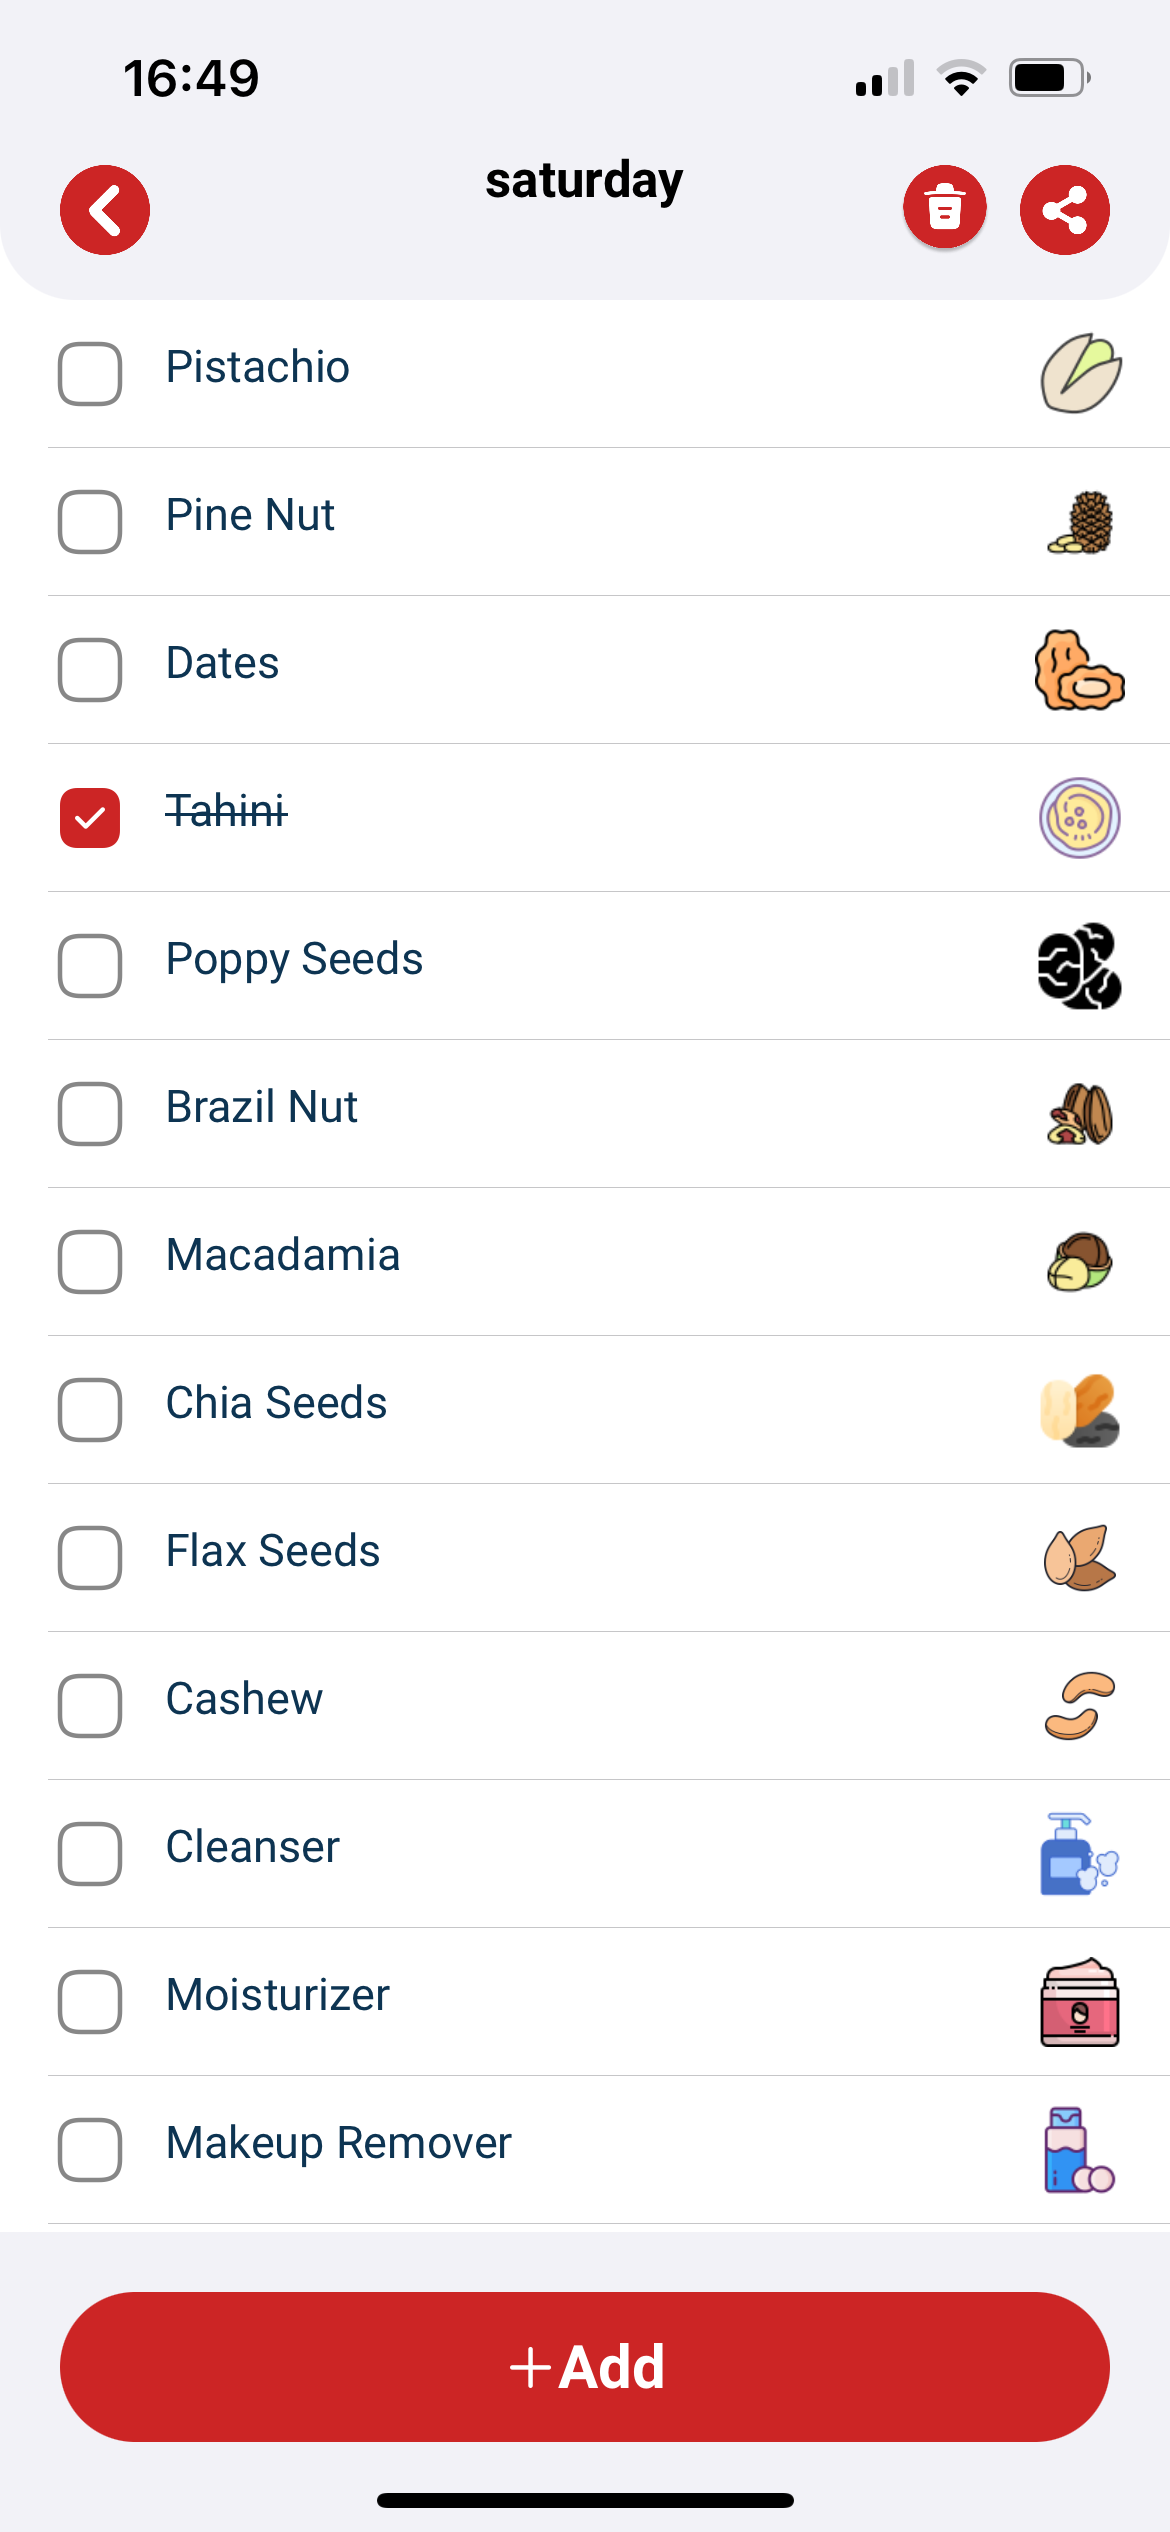 16:49
saturday
Pistachio
Pine Nut
Dates
Tahini
Poppy Seeds
Brazil Nut
Macadamia
Chia Seeds
Flax Seeds
Cashew
Cleanser
Moisturizer
Makeup Remover
+Add